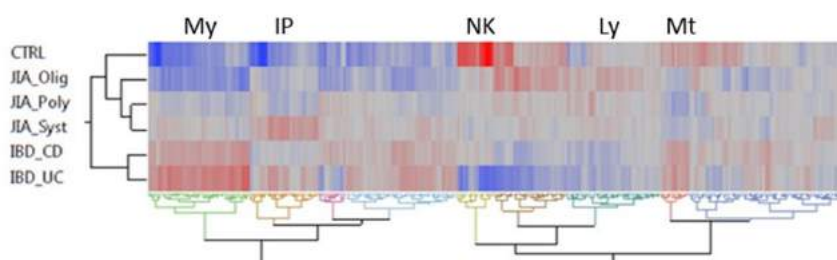 My IP NK Ly Mt
CTRL
JIA_Olig
JIA_Poly
JIA_Syst
IBD_CD
IBD_UC